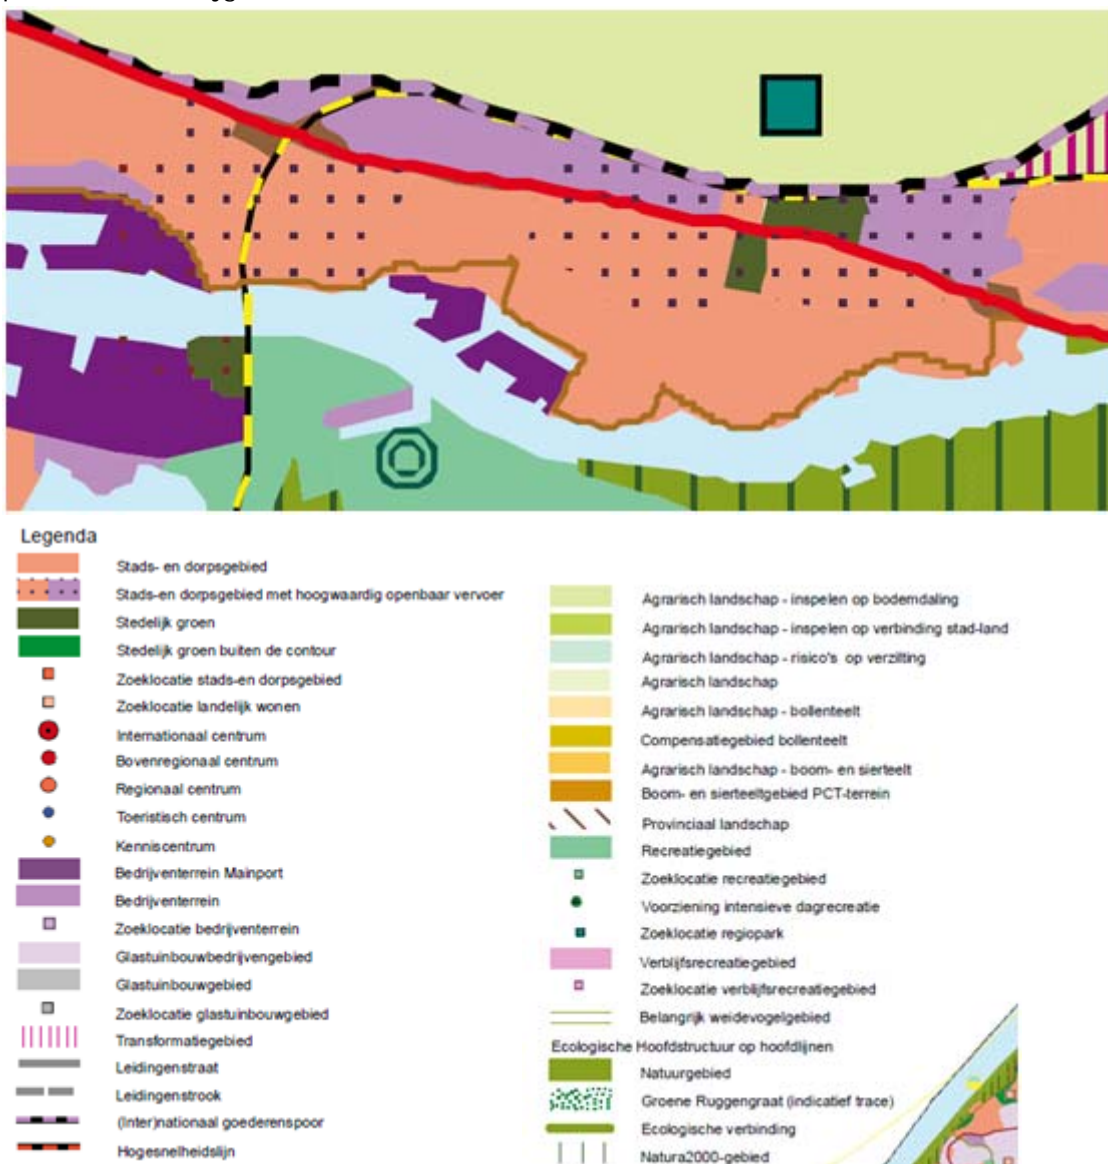 Legenda
Stads- en dorpsgebied
Stads-en dorpsgebied met hoogwaardig openbaar vervoer
Stedelijk groen
Stedelijk groen buiten de contour
Zoeklocatie stads-en dorpsgebied
Zoeklocatie landelijk wonen
Internationaal centrum
Bovenregionaal centrum
Regionaal centrum
Toeristisch centrum
Kenniscentrum
Bedrijventerrein Mainport
Bedrijventerrein
Zoeklocatie bedrijventerrein
Glastuinbouwbedrijvengebied
Glastuinbouwgebied
Zoeklocatie glastuinbouwgebied
Transformatiegebied
Leidingenstraat
Leidingenstrook
(Inter)nationaal goederenspoor
Hogesnelheidslijn
Agrarisch landschap - inspelen op bodemdaling
Agrarisch landschap - inspelen op verbinding stad-land
Agrarisch landschap - risico's op verzilting
Agrarisch landschap
Agrarisch landschap - bollenteelt
Compensatiegebied bollenteelt
Agrarisch landschap - boom- en sierteelt
Boom- en sierteeltgebied PCT-terrein
Provinciaal landschap
Recreatiegebied
Zoeklocatie recreatiegebied
Voorziening intensieve dagrecreatie
Zoeklocatie regiopark
Verblijfsrecreatiegebied
Zoeklocatie verblijfsrecreatiegebied
Belangrijk weidevogelgebied
Ecologische Hoofdstructuur op hoofdlijnen
Natuurgebied
Groene Ruggengraat (indicatief trace)
Ecologische verbinding
Natura2000-gebied